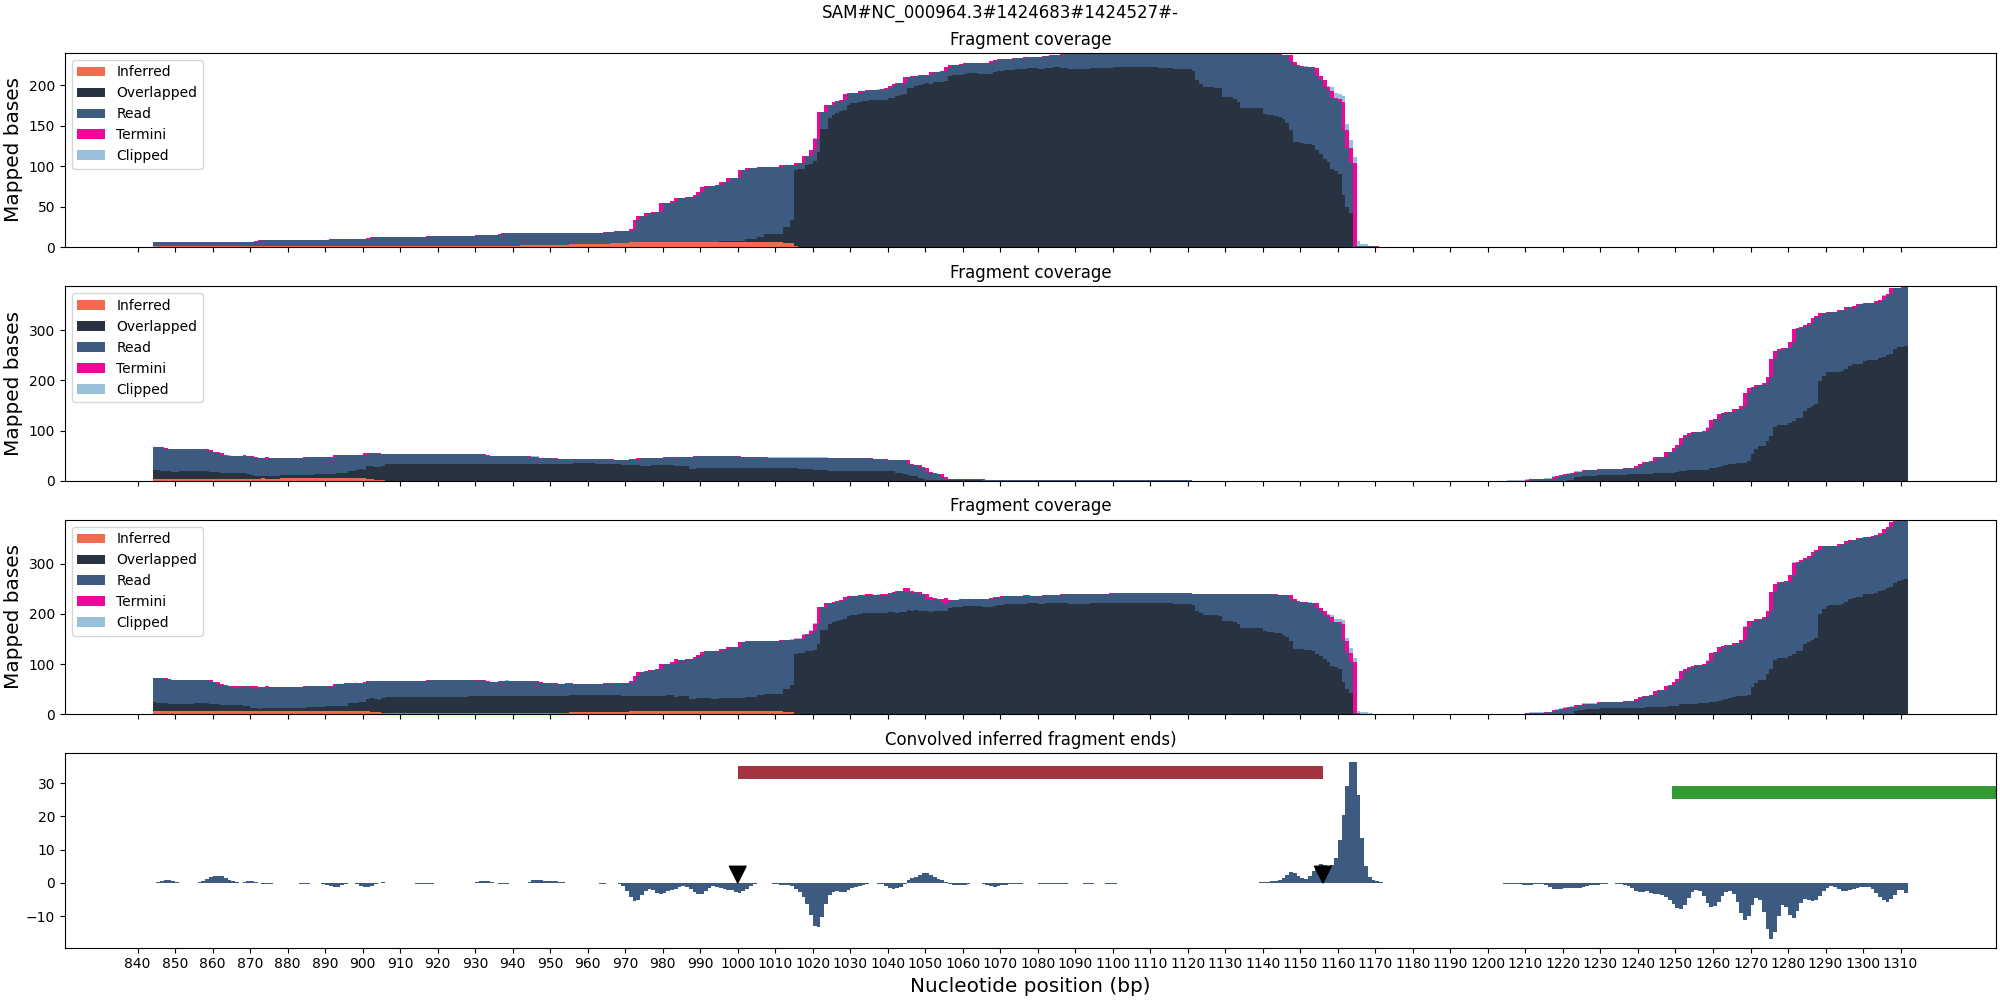 SAM#NC_000964.3#1424683#1424527#-
Fragment coverage
Mapped bases
200
150
100
50
0
Inferred
Overlapped
Read
Termini
Clipped
Fragment coverage
Mapped bases
300
200
100
0
Inferred
Overlapped
Read
Termini
Clipped
Fragment coverage
Mapped bases
300
200
100
0
Inferred
Overlapped
Read
Termini
Clipped
Convolved inferred fragment ends)
30
20
10
0
−10
840 850 860 870 880 890 900 910 920 930 940 950 960 970 980 990 1000 1010 1020 1030 1040 1050 1060 1070 1080 1090 1100 1110 1120 1130 1140 1150 1160 1170 1180 1190 1200 1210 1220 1230 1240 1250 1260 1270 1280 1290 1300 1310
Nucleotide position (bp)